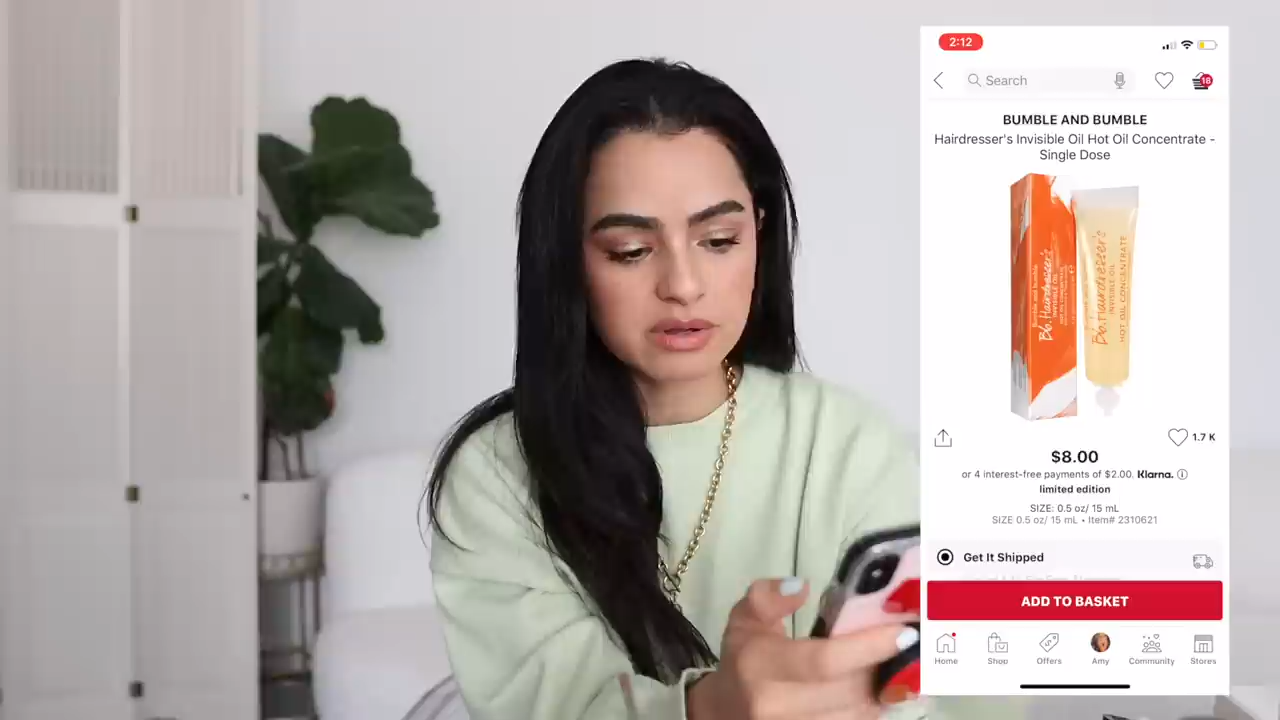 2:12
Search
18
BUMBLE AND BUMBLE
Hairdresser's Invisible Oil Hot Oil Concentrate -
Single Dose
Bumble and bumble
Bb.Hairdresser's
INVISIBLE OIL
Bb.Hairdresser's
INVISIBLE OIL
HOT OIL CONCENTRATE
1.7 K
$8.00
or 4 interest-free payments of $2.00. Klarna.
limited edition
SIZE: 0.5 oz/ 15 mL
SIZE 0.5 oz/ 15 mL • Item# 2310621
Get It Shipped
ADD TO BASKET
Home
Shop
Offers
Amy
Community
Stores